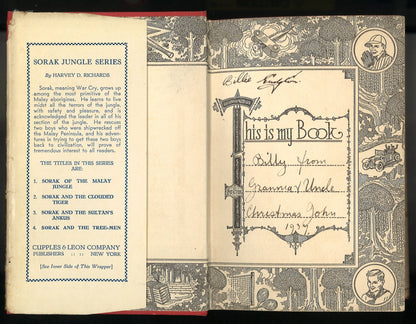 SORAK JUNGLE SERIES
By HARVEY D. RICHARDS
Sorak, meaning War Cry, grows up
among the most primitive of the
Malay aborigines. He learns to live
midst all the terrors of the jungle,
with safety and pleasure, and is
acknowledged the leader in all of his
section of the jungle. He rescues
two boys who were shipwrecked off
the Malay Peninsula, and his adven-
tures in trying to get these two boys
back to civilization, will prove of
tremendous interest to all readers.
THE TITLES IN THIS SERIES
ARE:
1. SORAK OF THE MALAY
JUNGLE
2. SORAK AND THE CLOUDED
TIGER
3. SORAK AND THE SULTAN'S
ANKUS
4. SORAK AND THE TREE-MEN
CUPPLES & LEON COMPANY
PUBLISHERS :: :: NEW YORK
[See Inner Side of This Wrapper]
Billie
This is my Book
Billy from
Granma & Uncle
Christmas John
1937